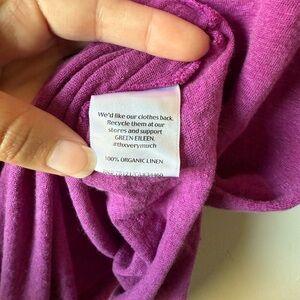 We'd like our clothes back.
Recycle them at our
stores and support
GREEN EILEEN.
#thxverymuch
100% ORGANIC LINEN